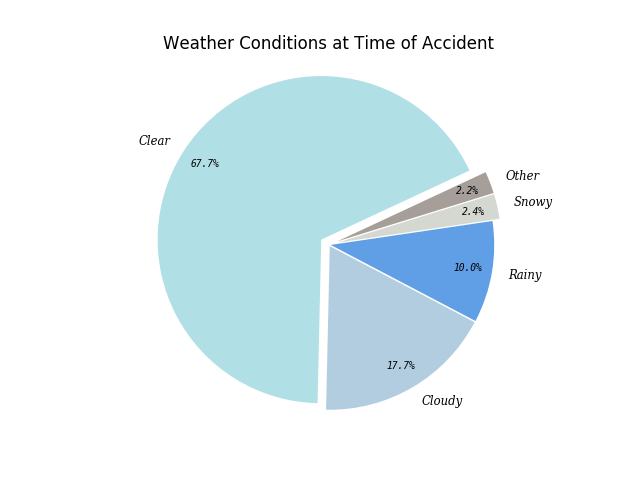 Weather Conditions at Time of Accident
Clear
67.7%
Other
2.2%
Snowy
2.4%
Rainy
10.0%
17.7%
Cloudy